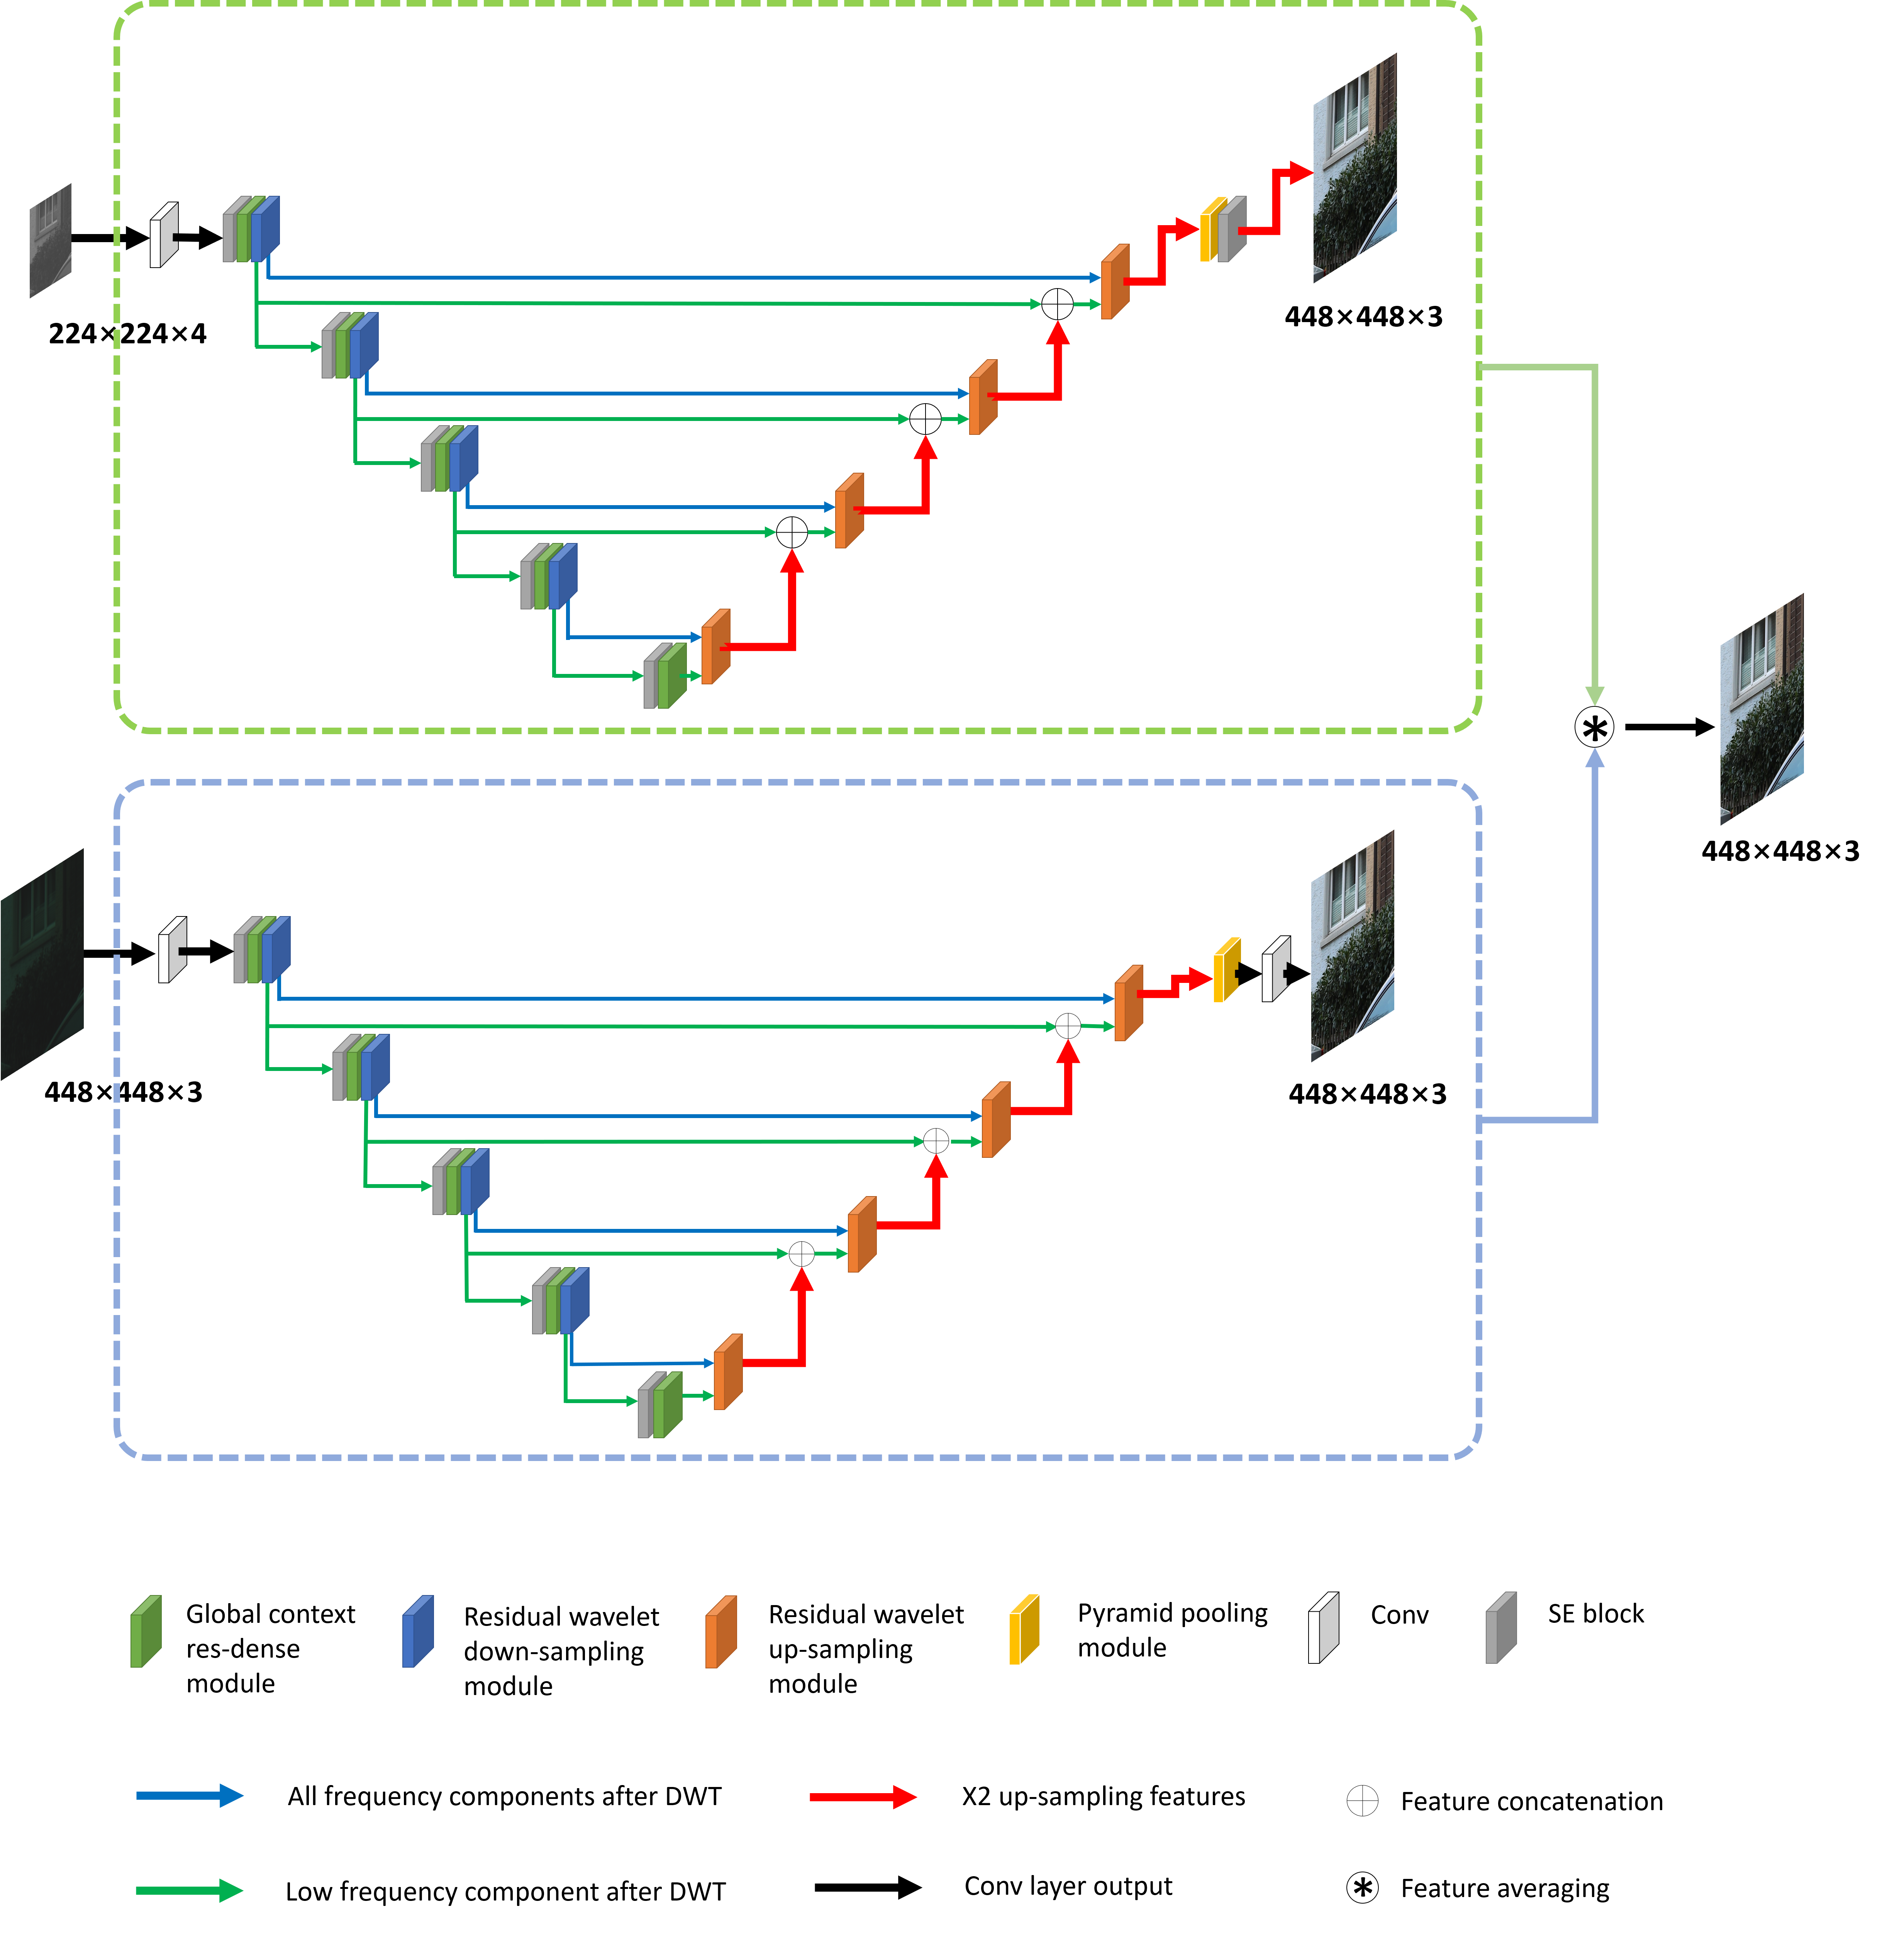 224×224×4
448×448×3
448×448×3
448×448×3
448×448×3
Global context
res-dense
module
Residual wavelet
down-sampling
module
Residual wavelet
up-sampling
module
Pyramid pooling
module
Conv
SE block
All frequency components after DWT
X2 up-sampling features
Feature concatenation
Low frequency component after DWT
Conv layer output
Feature averaging